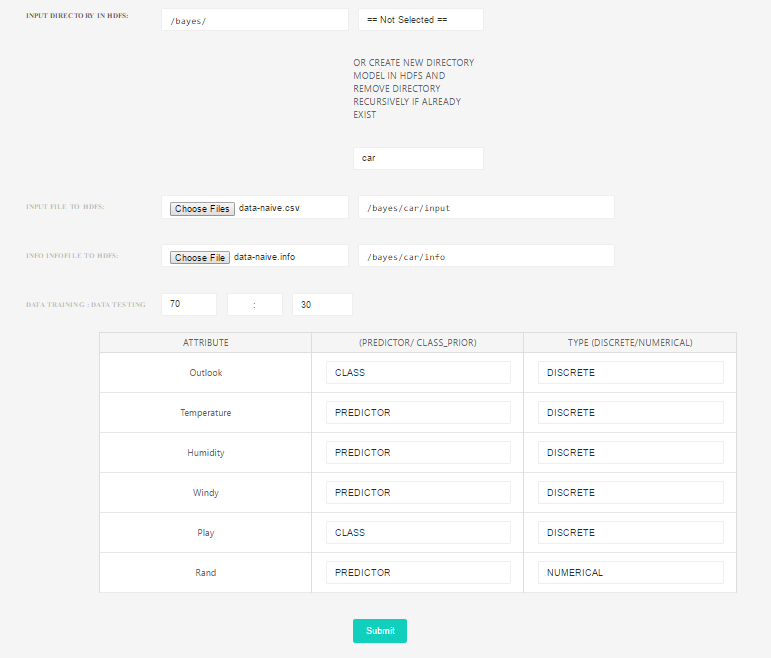 INPUT DIRECTORY IN HDFS:
/bayes/
== Not Selected ==
OR CREATE NEW DIRECTORY
MODEL IN HDFS AND
REMOVE DIRECTORY
RECURSIVELY IF ALREADY
EXIST
car
INPUT FILE TO HDFS:
Choose Files data-naive.csv
/bayes/car/input
INFO INFOFILE TO HDFS:
Choose File data-naive.info
/bayes/car/info
DATA TRAINING : DATA TESTING
70 : 30
ATTRIBUTE (PREDICTOR/ CLASS_PRIOR) TYPE (DISCRETE/NUMERICAL)
Outlook CLASS DISCRETE
Temperature PREDICTOR DISCRETE
Humidity PREDICTOR DISCRETE
Windy PREDICTOR DISCRETE
Play CLASS DISCRETE
Rand PREDICTOR NUMERICAL
Submit